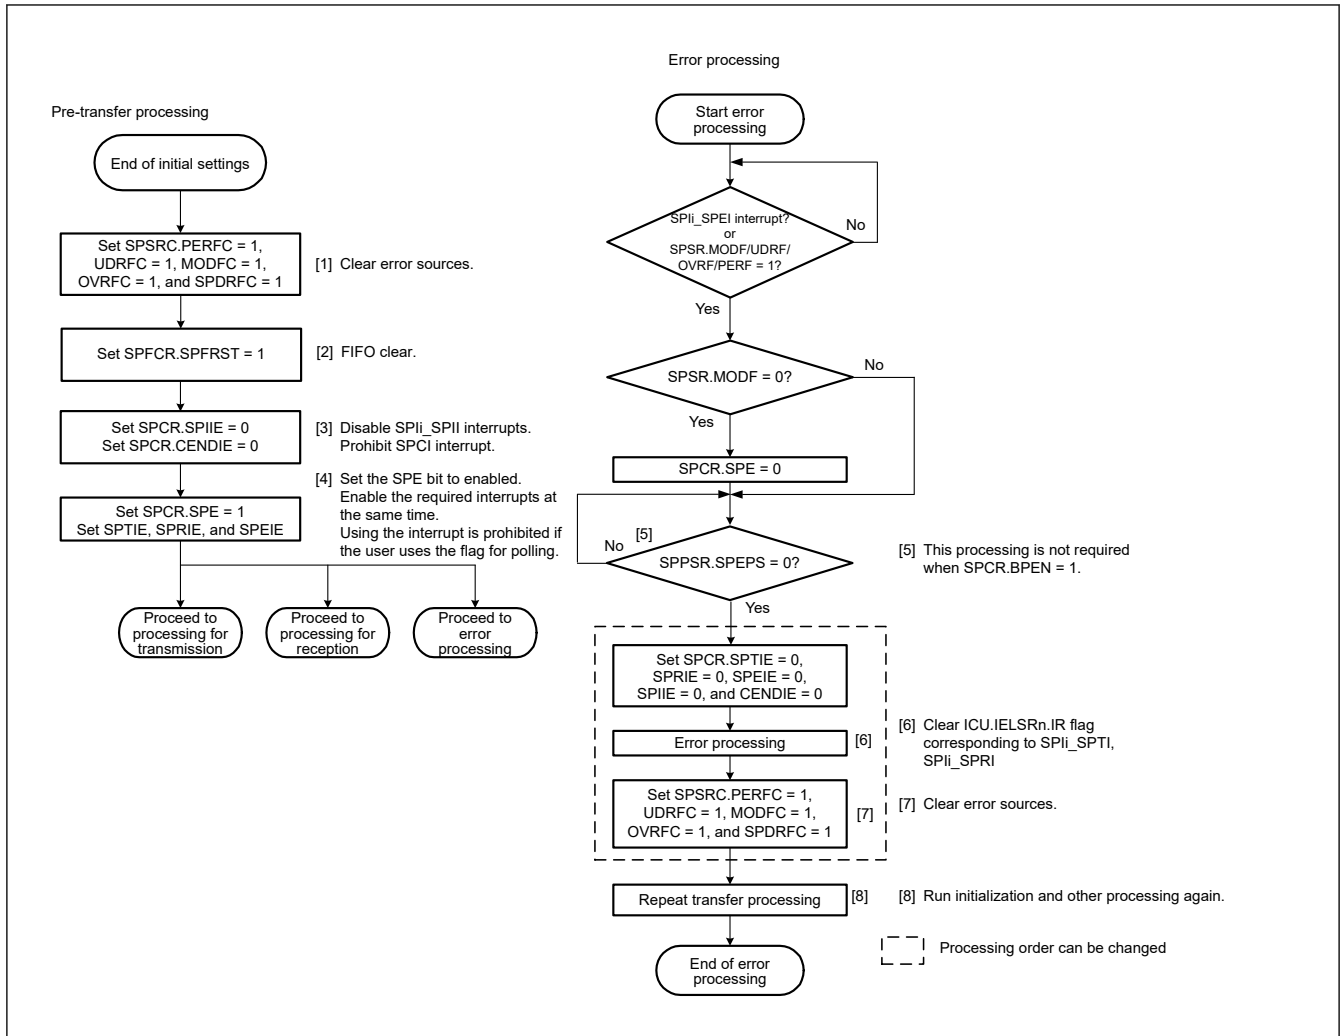 Pre-transfer processing
End of initial settings
Set SPSRC.PERFC = 1,
UDRFC = 1, MODFC = 1,
OVRFC = 1, and SPDRFC = 1
[1] Clear error sources.
Set SPFCR.SPFRST = 1
[2] FIFO clear.
Set SPCR.SPIIE = 0
Set SPCR.CENDIE = 0
[3] Disable SPIi_SPII interrupts.
Prohibit SPCI interrupt.
Set SPCR.SPE = 1
Set SPTIE, SPRIE, and SPEIE
[4] Set the SPE bit to enabled.
Enable the required interrupts at
the same time.
Using the interrupt is prohibited if
the user uses the flag for polling.
Proceed to
processing for
transmission
Proceed to
processing for
reception
Proceed to
error
processing
Error processing
Start error
processing
SPIi_SPEI interrupt?
or
SPSR.MODF/UDRF/
OVRF/PERF = 1?
No
Yes
SPSR.MODF = 0?
No
Yes
SPCR.SPE = 0
No
[5]
SPPSR.SPEPS = 0?
[5] This processing is not required
when SPCR.BPEN = 1.
Yes
Set SPCR.SPTIE = 0,
SPRIE = 0, SPEIE = 0,
SPIIE = 0, and CENDIE = 0
Error processing
[6]
[6] Clear ICU.IELSRn.IR flag
corresponding to SPIi_SPTI,
SPIi_SPRI
Set SPSRC.PERFC = 1,
UDRFC = 1, MODFC = 1,
OVRFC = 1, and SPDRFC = 1
[7]
[7] Clear error sources.
Repeat transfer processing
[8]
[8] Run initialization and other processing again.
End of error
processing
Processing order can be changed